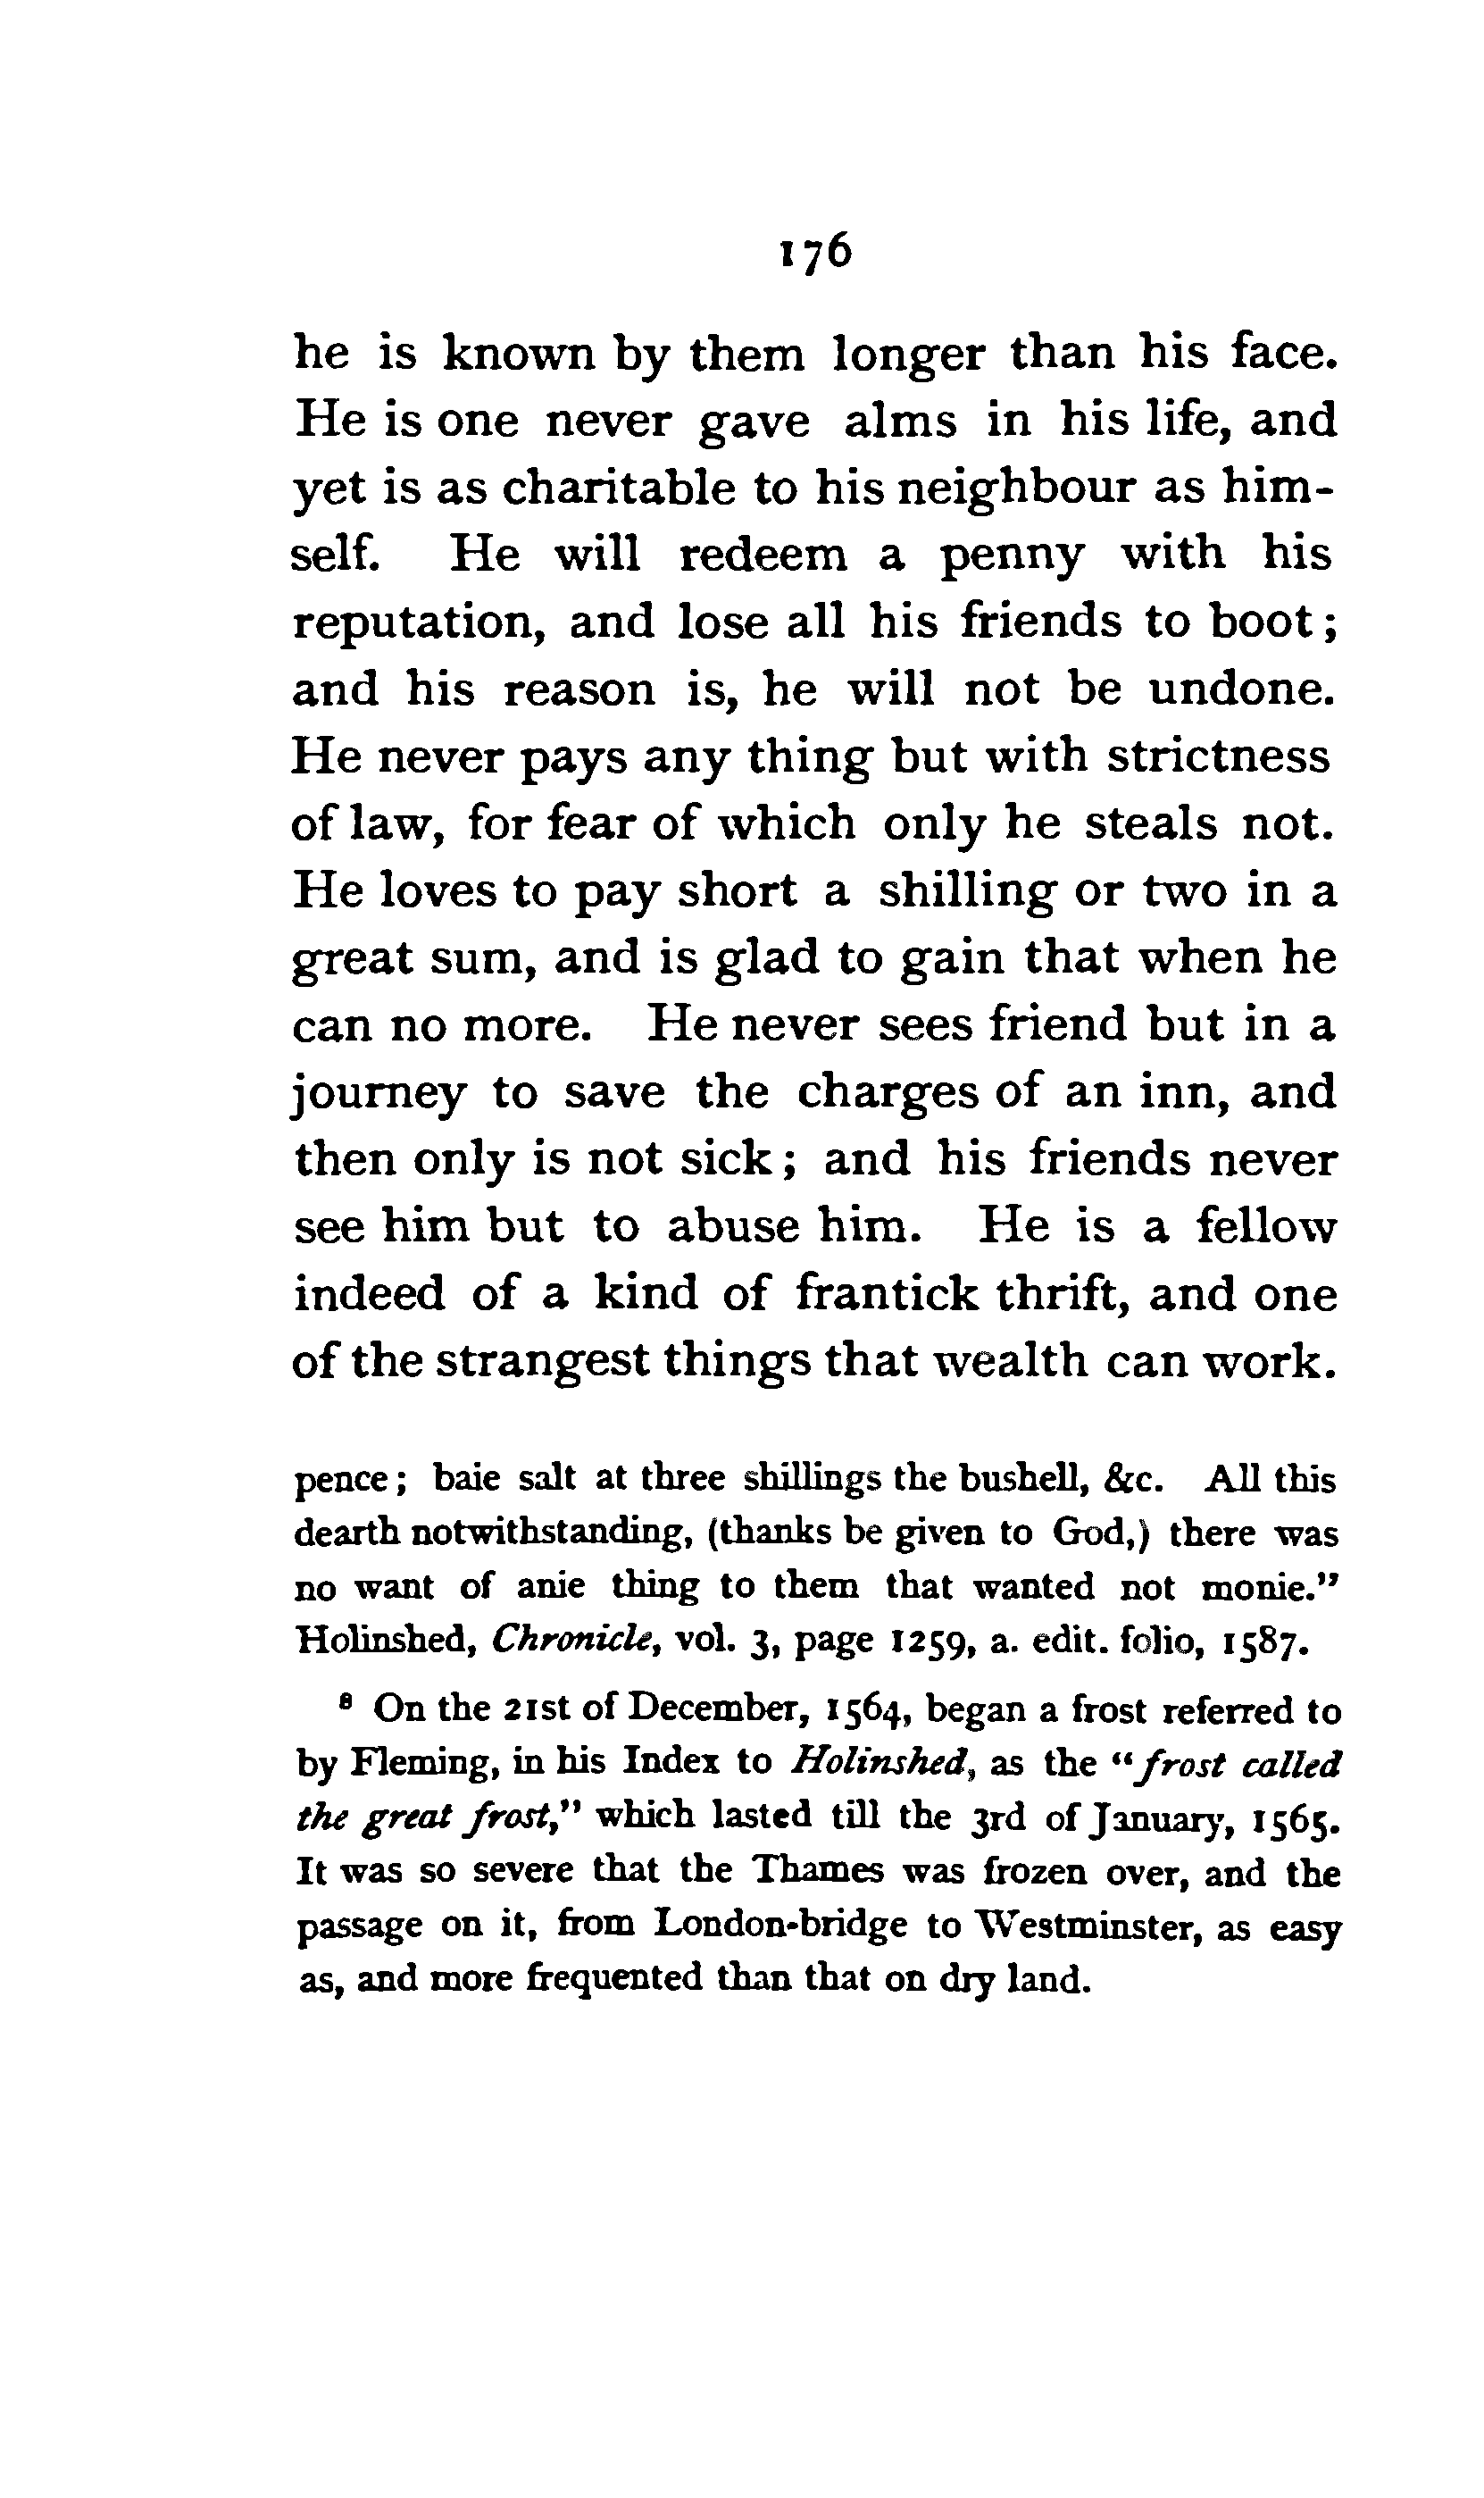 176
he is known by them longer than his face.
He is one never gave alms in his life, and
yet is as charitable to his neighbour as him-
self. He will redeem a penny with his
reputation, and lose all his friends to boot;
and his reason is, he will not be undone.
He never pays any thing but with strictness
of law, for fear of which only he steals not.
He loves to pay short a shilling or two in a
great sum, and is glad to gain that when he
can no more. He never sees friend but in a
journey to save the charges of an inn, and
then only is not sick; and his friends never
see him but to abuse him. He is a fellow
indeed of a kind of frantick thrift, and one
of the strangest things that wealth can work.
pence; baie salt at three shillings the bushell, &c. All this
dearth notwithstanding, (thanks be given to God,) there was
no want of anie thing to them that wanted not monie."
Holinshed, Chronicle, vol. 3, page 1259, a. edit. folio, 1587.
8 On the 21st of December, 1564, began a frost referred to
by Fleming, in his Index to Holinshed, as the "frost called
the great frost," which lasted till the 3rd of January, 1565.
It was so severe that the Thames was frozen over, and the
passage on it, from London-bridge to Westminster, as easy
as, and more frequented than that on dry land.